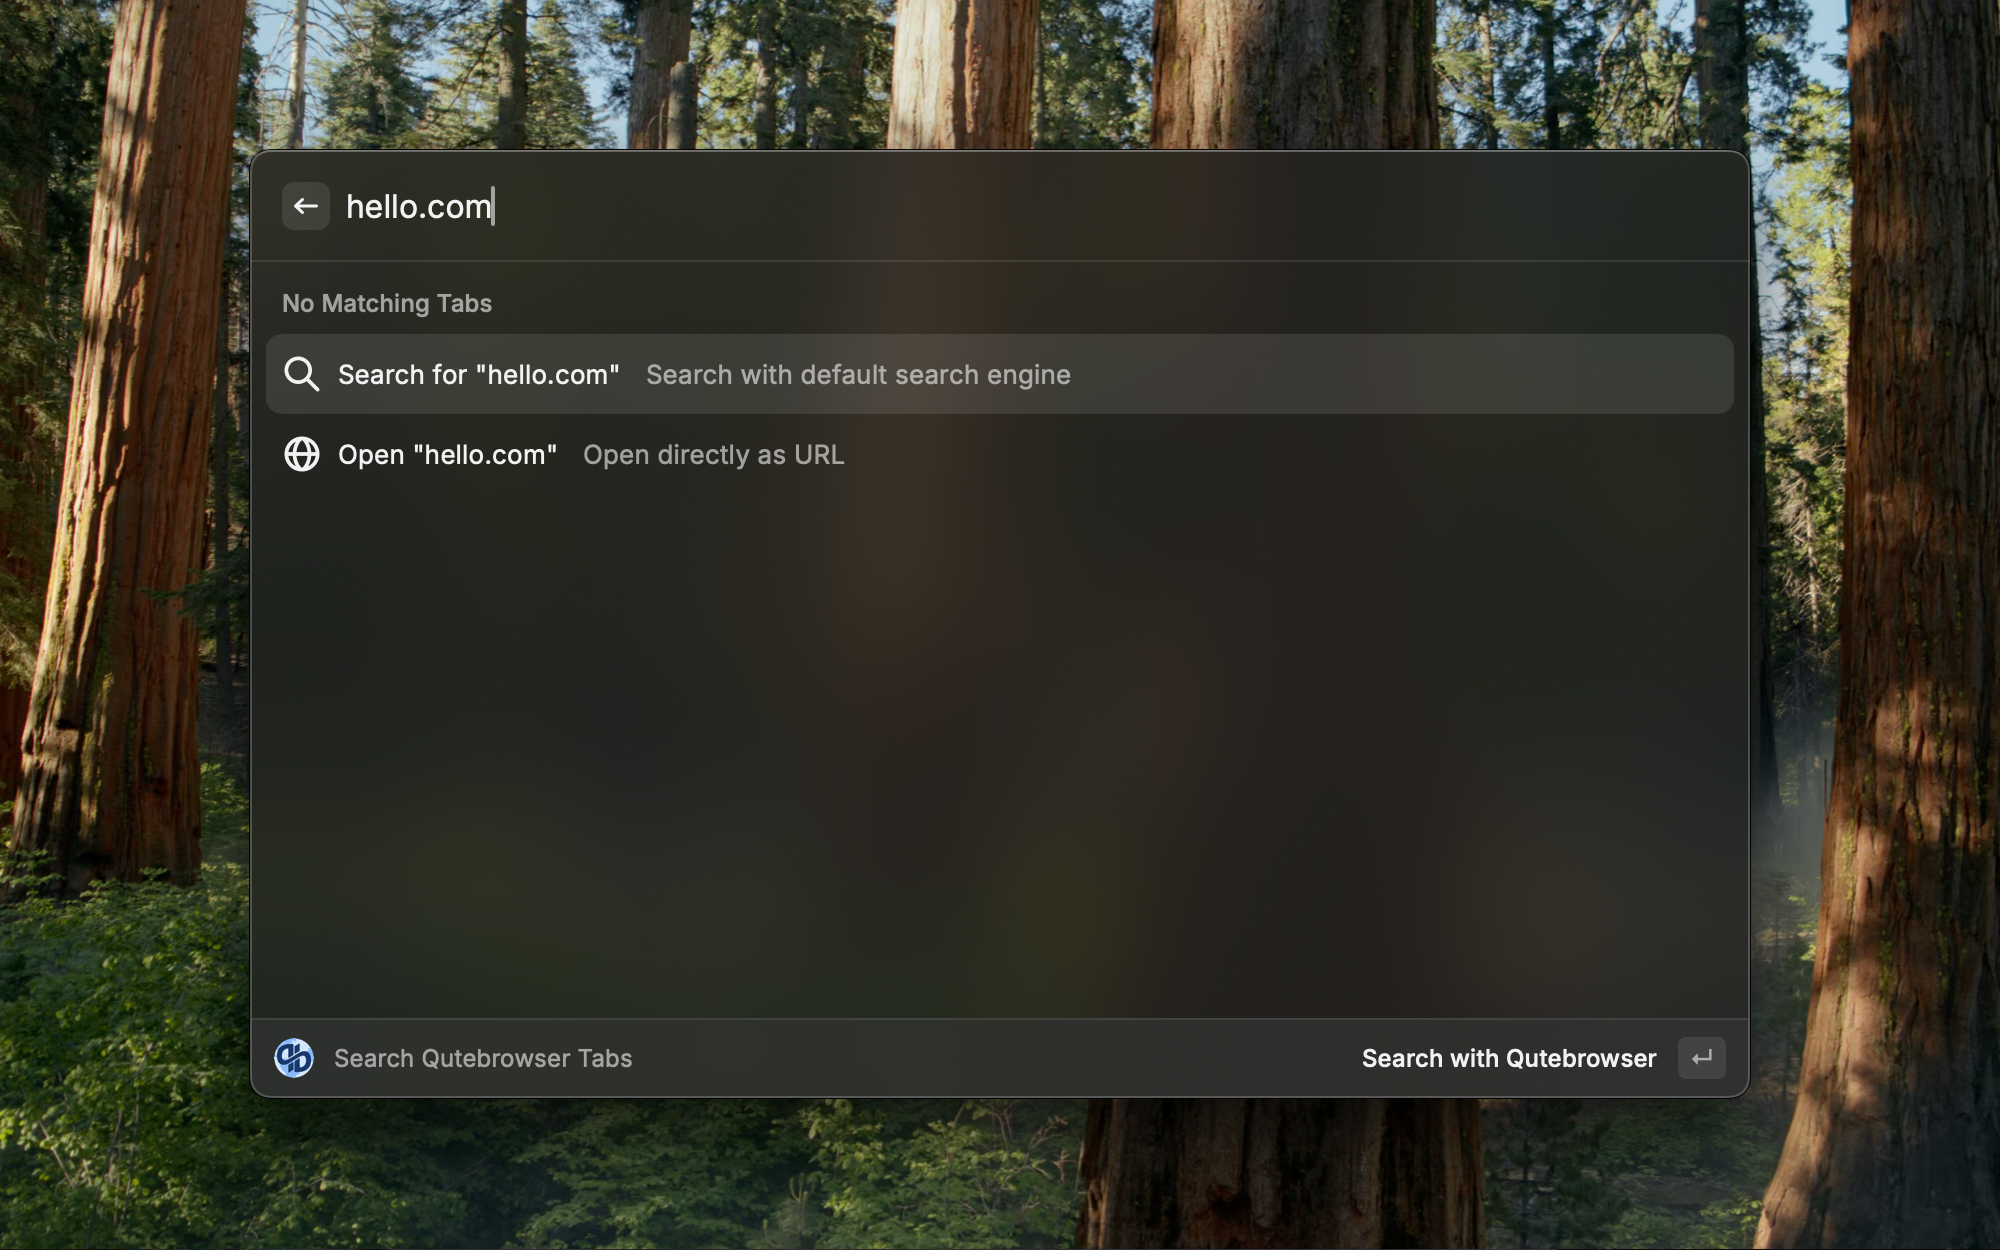 hello.com
No Matching Tabs
Search for "hello.com" Search with default search engine
Open "hello.com" Open directly as URL
Search Qutebrowser Tabs Search with Qutebrowser